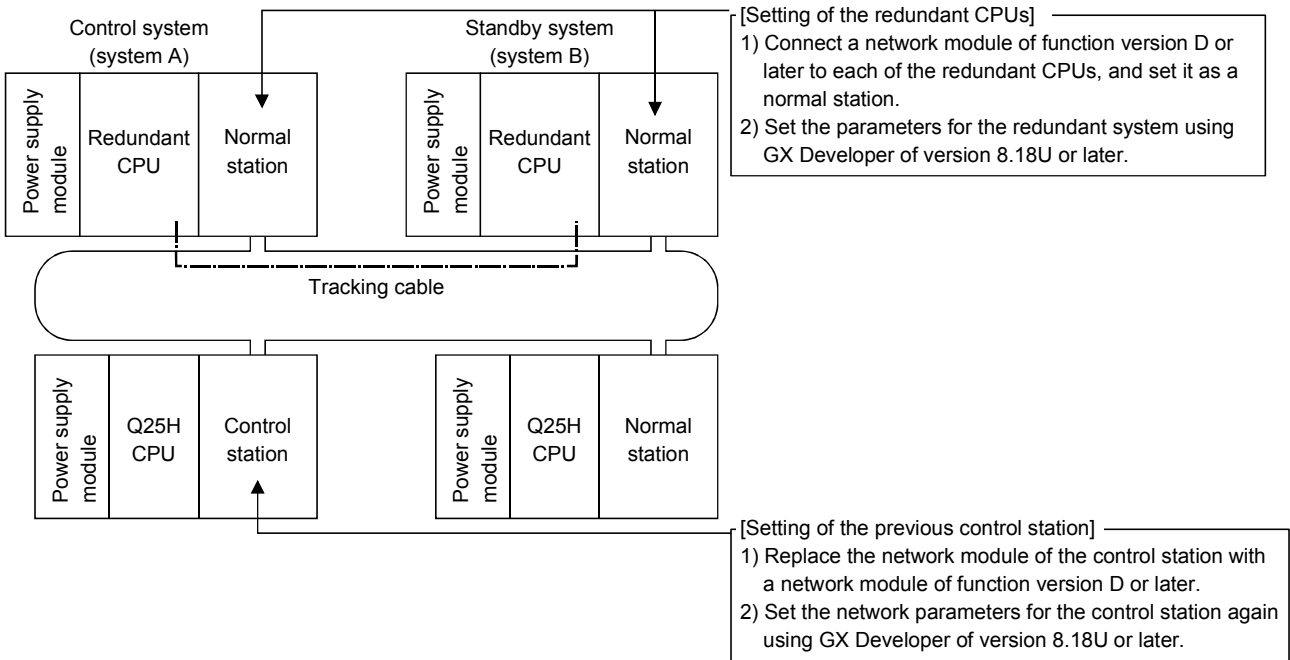 Control system
(system A)
Standby system
(system B)
[Setting of the redundant CPUs]
1) Connect a network module of function version D or
later to each of the redundant CPUs, and set it as a
normal station.
2) Set the parameters for the redundant system using
GX Developer of version 8.18U or later.
Power supply
module
Redundant
CPU
Normal
station
Power supply
module
Redundant
CPU
Normal
station
Tracking cable
Power supply
module
Q25H
CPU
Control
station
Power supply
module
Q25H
CPU
Normal
station
[Setting of the previous control station]
1) Replace the network module of the control station with
a network module of function version D or later.
2) Set the network parameters for the control station again
using GX Developer of version 8.18U or later.